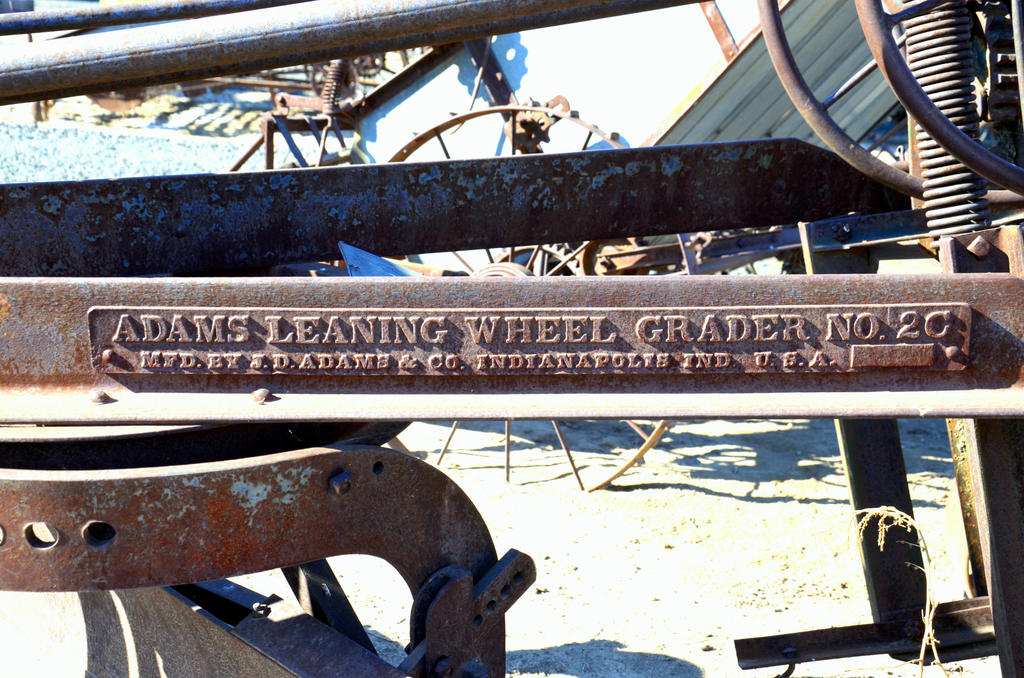 ADAMS LEANING WHEEL GRADER NO. 2C
MFD. BY J.D. ADAMS & CO. INDIANAPOLIS IND. U.S.A.